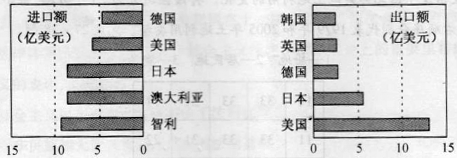 进口额
(亿美元)
德国
美国
日本
澳大利亚
智利
15 10 5 0
出口额
(亿美元)
韩国
英国
德国
日本
美国
0 5 10 15